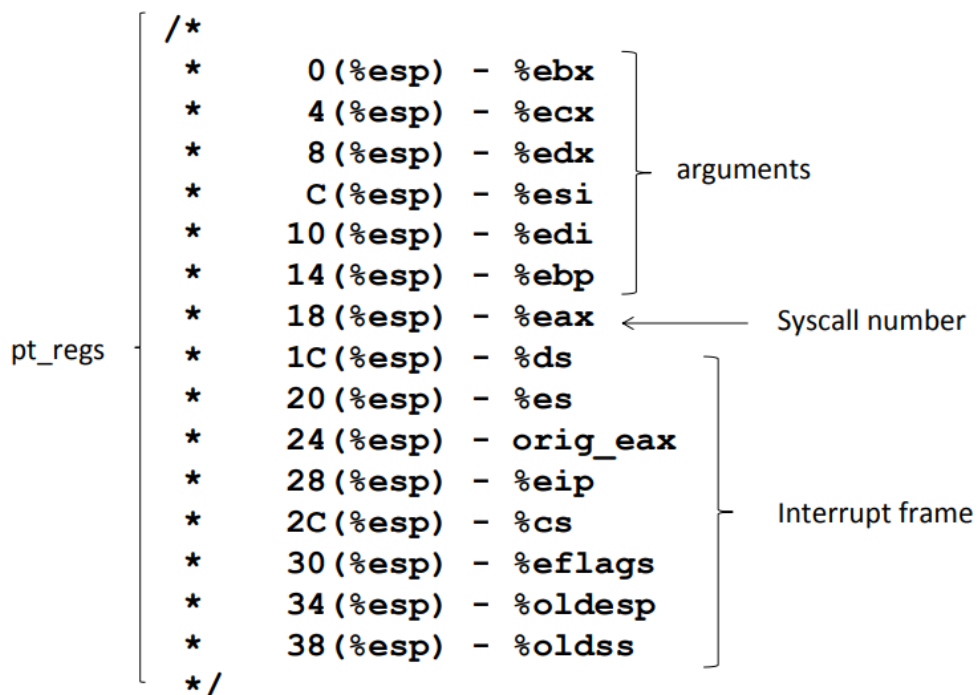 /*
* 0(%esp) - %ebx
* 4(%esp) - %ecx
* 8(%esp) - %edx
arguments
* C(%esp) - %esi
* 10(%esp) - %edi
* 14(%esp) - %ebp
* 18(%esp) - %eax
Syscall number
pt_regs
* 1C(%esp) - %ds
* 20(%esp) - %es
* 24(%esp) - orig_eax
* 28(%esp) - %eip
* 2C(%esp) - %cs
Interrupt frame
* 30(%esp) - %eflags
* 34(%esp) - %oldesp
* 38(%esp) - %oldss
*/